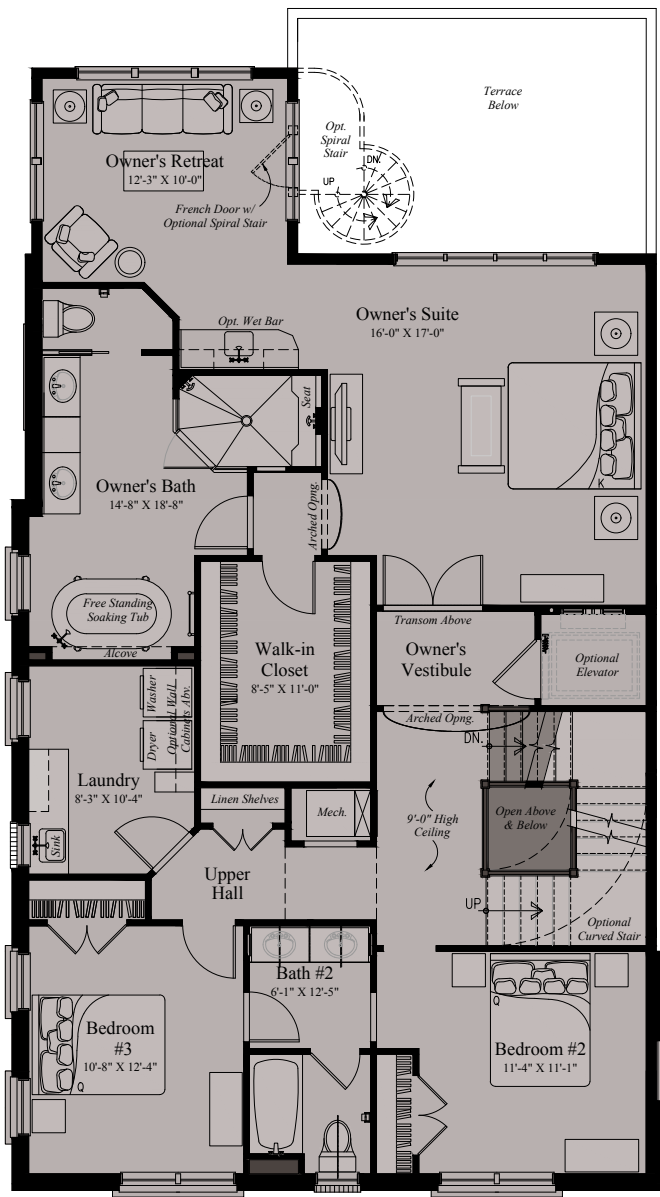 Terrace
Below
Opt.
Spiral
Stair
DN.
UP
Owner's Retreat
12'-3" X 10'-0"
French Door w/
Optional Spiral Stair
Opt. Wet Bar
Owner's Suite
16'-0" X 17'-0"
Seat
K
Owner's Bath
14'-8" X 18'-8"
Arched Opng.
Free Standing
Soaking Tub
Alcove
Walk-in
Closet
8'-5" X 11'-0"
Transom Above
Owner's
Vestibule
Optional
Elevator
Arched Opng.
DN.
Washer
Dryer
Optional Wall
Cabinets Abv.
Laundry
8'-3" X 10'-4"
Sink
Linen Shelves
Mech.
9'-0" High
Ceiling
Open Above
& Below
Upper
Hall
UP
Optional
Curved Stair
Bath #2
6'-1" X 12'-5"
Q
Bedroom
#3
10'-8" X 12'-4"
Q
Bedroom #2
11'-4" X 11'-1"